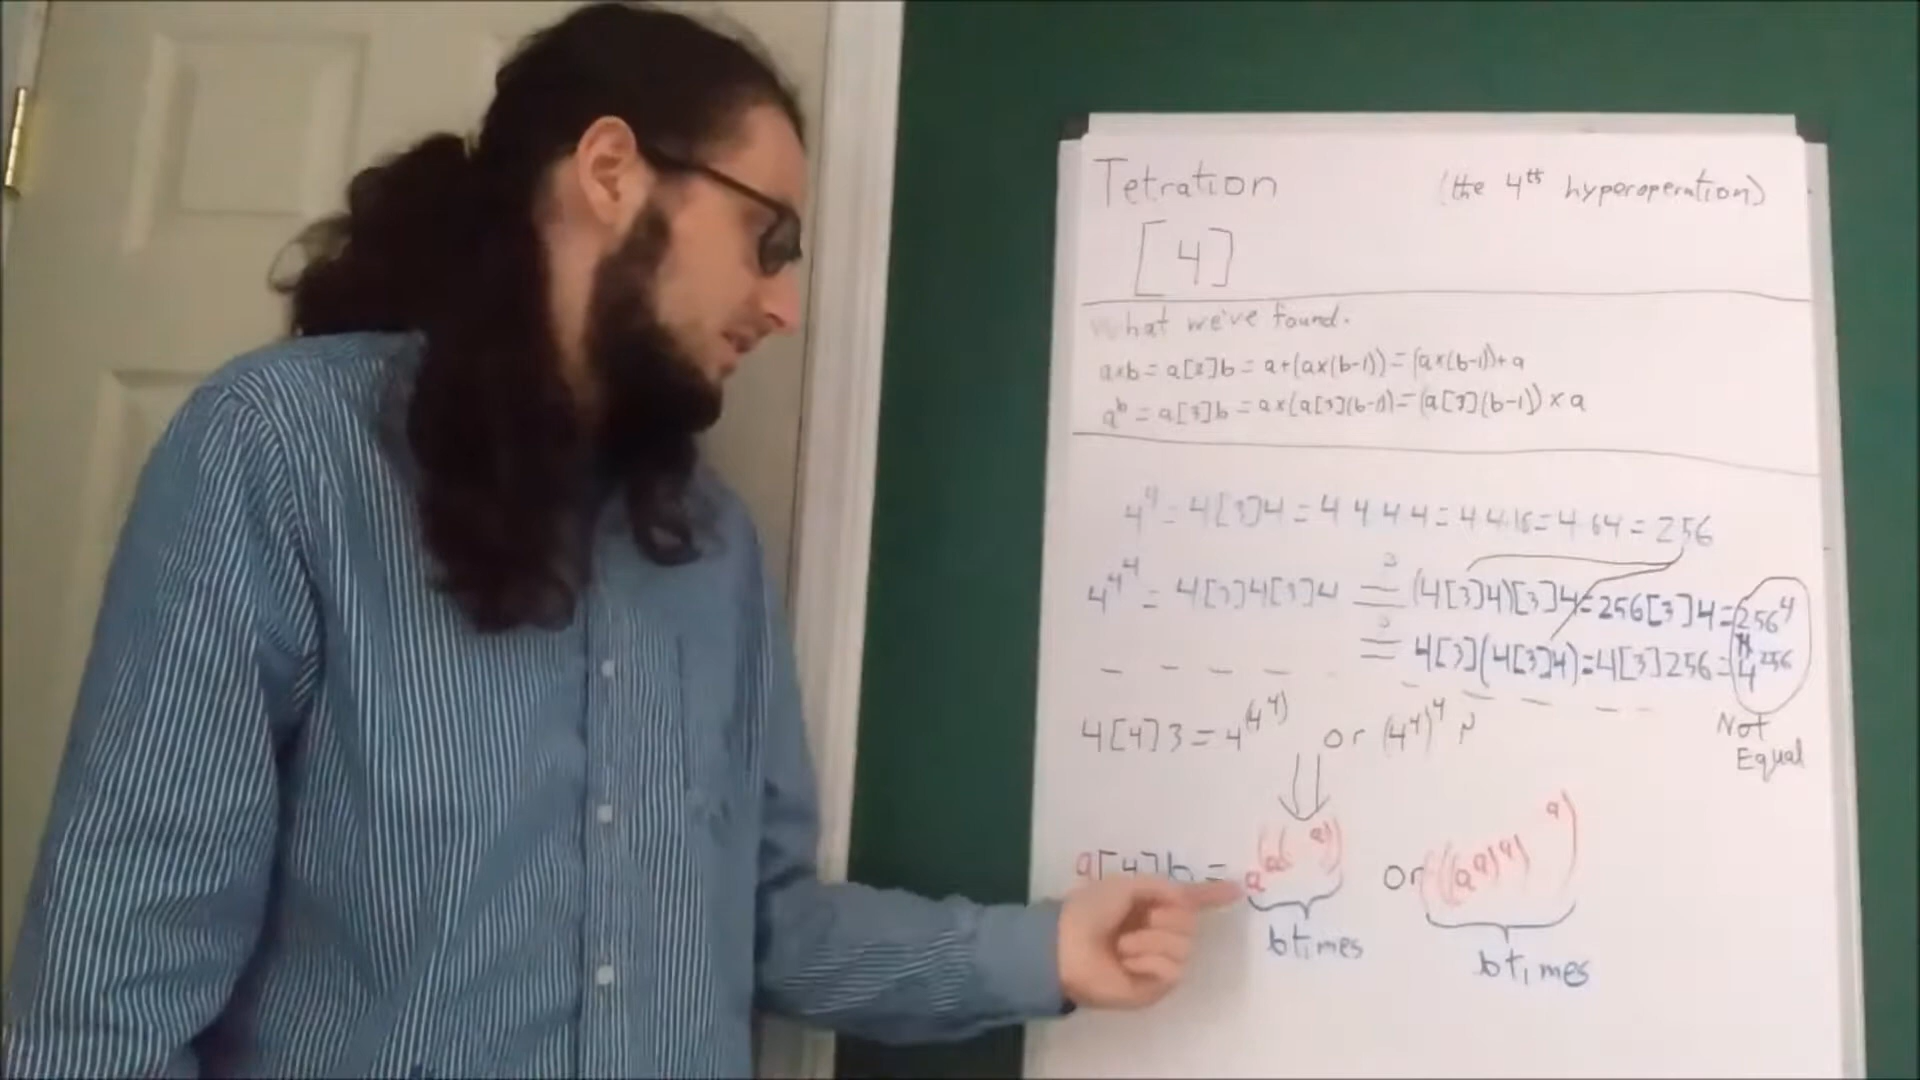 Tetration (the 4th hyperoperation)
[4]
What we've found.
a×b = a[2]b = a+(a×(b-1)) = (a×(b-1))+a
a^b = a[3]b = a×(a[3](b-1)) = (a[3](b-1)) × a
4^4 = 4[3]4 = 4 4 4 4 = 4 4 16 = 4 64 = 256
4^4^4 = 4[3]4[3]4 =? (4[3]4)[3]4 = 256[3]4 = 256^4
=? 4[3](4[3]4) = 4[3]256 = 4^256
Not
Equal
4[4]3 = 4^(4^4) or (4^4)^4 ?
a[4]b = a^(a^( a)) or ((a^a)^a) ^a
b times b times